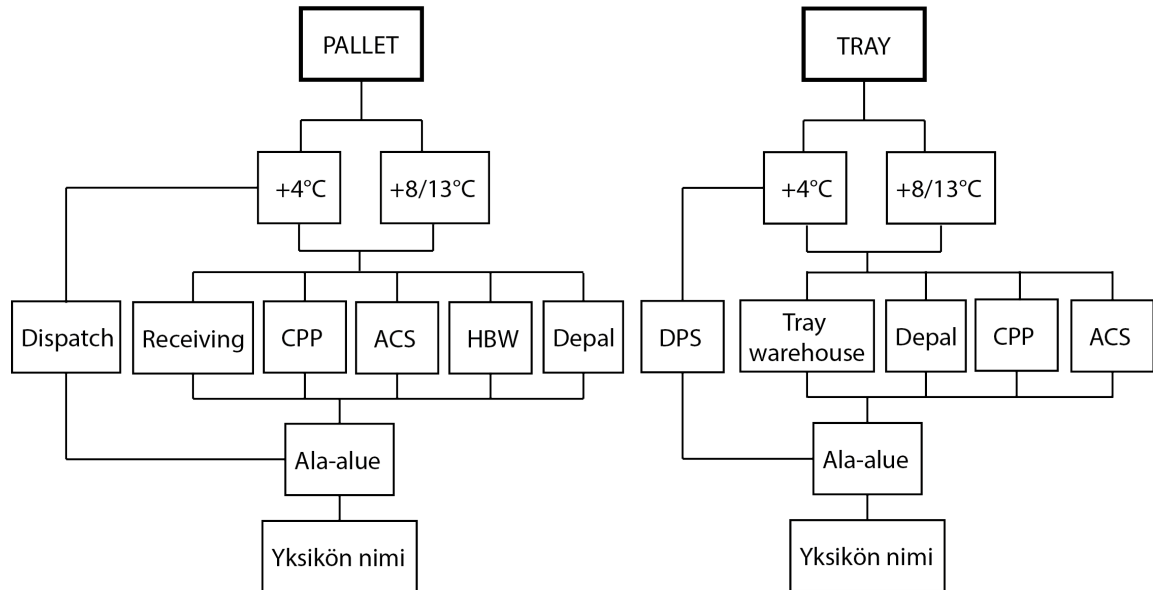 PALLET
+4°C
+8/13°C
Dispatch
Receiving
CPP
ACS
HBW
Depal
Ala-alue
Yksikön nimi
TRAY
+4°C
+8/13°C
DPS
Tray
warehouse
Depal
CPP
ACS
Ala-alue
Yksikön nimi